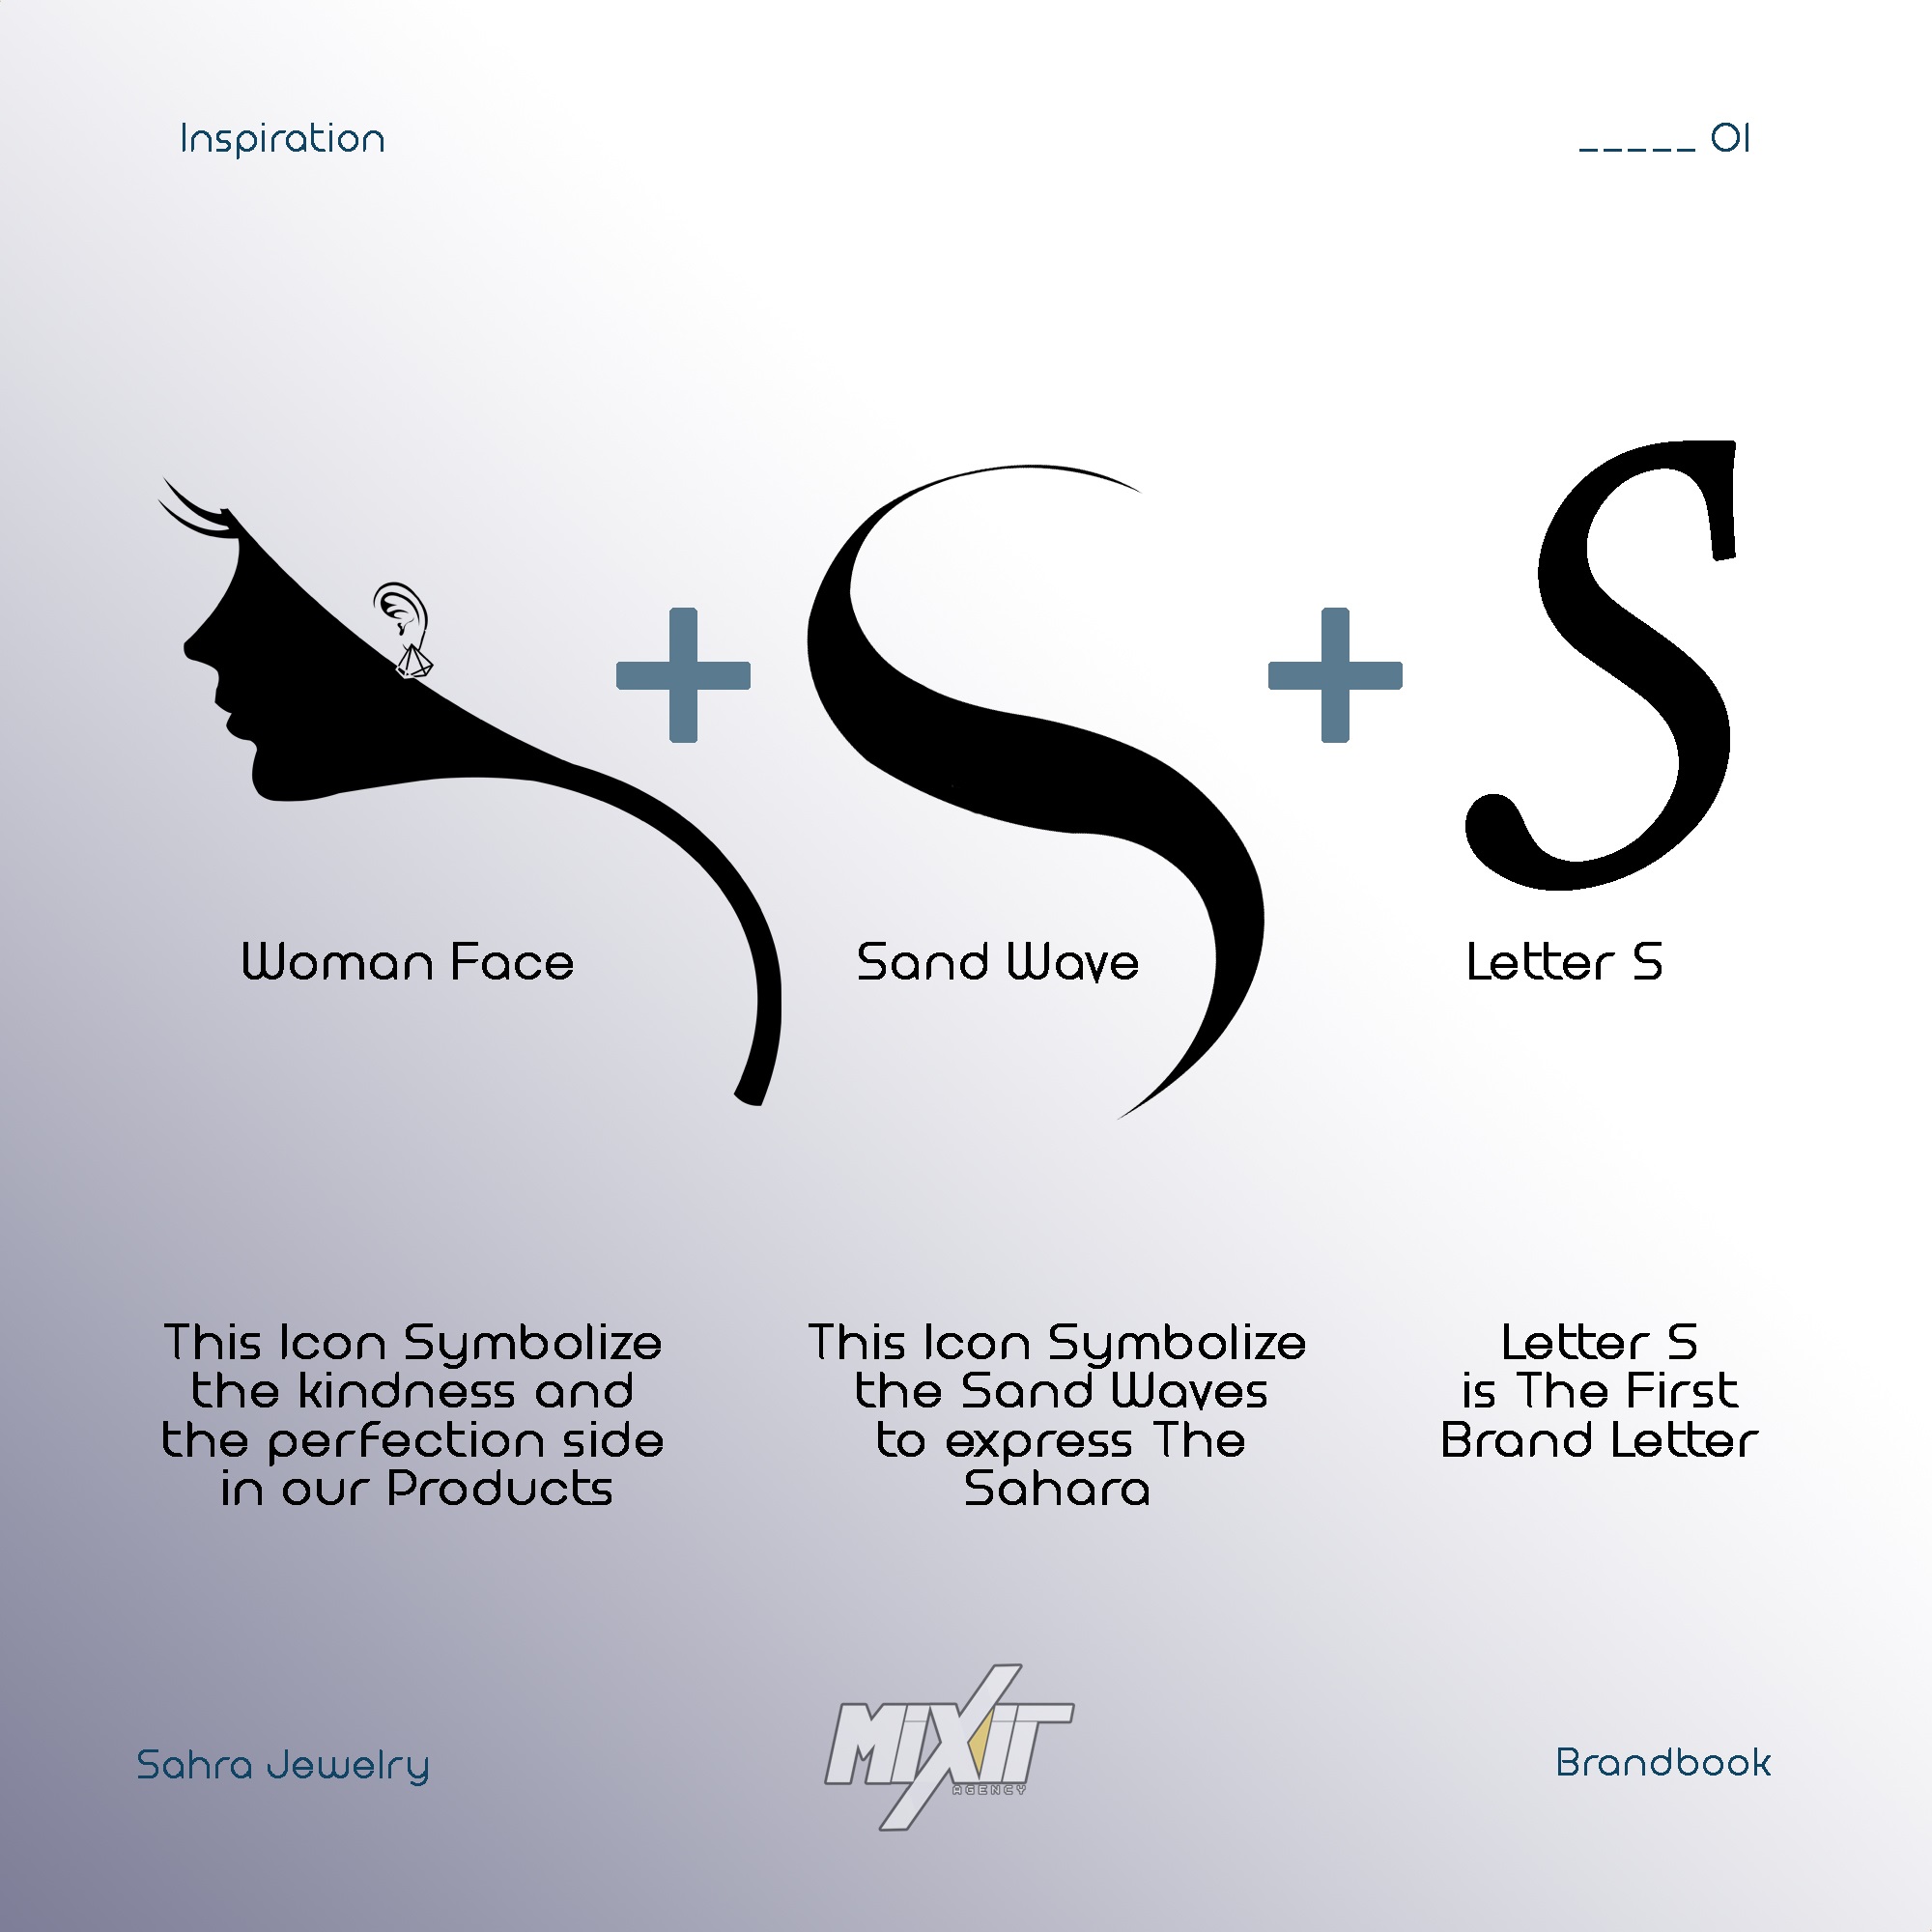 Inspiration
_____ 01
S
Woman Face
Sand Wave
Letter S
This Icon Symbolize
the kindness and
the perfection side
in our Products
This Icon Symbolize
the Sand Waves
to express The
Sahara
Letter S
is The First
Brand Letter
MIXIT
AGENCY
Sahra Jewelry
Brandbook